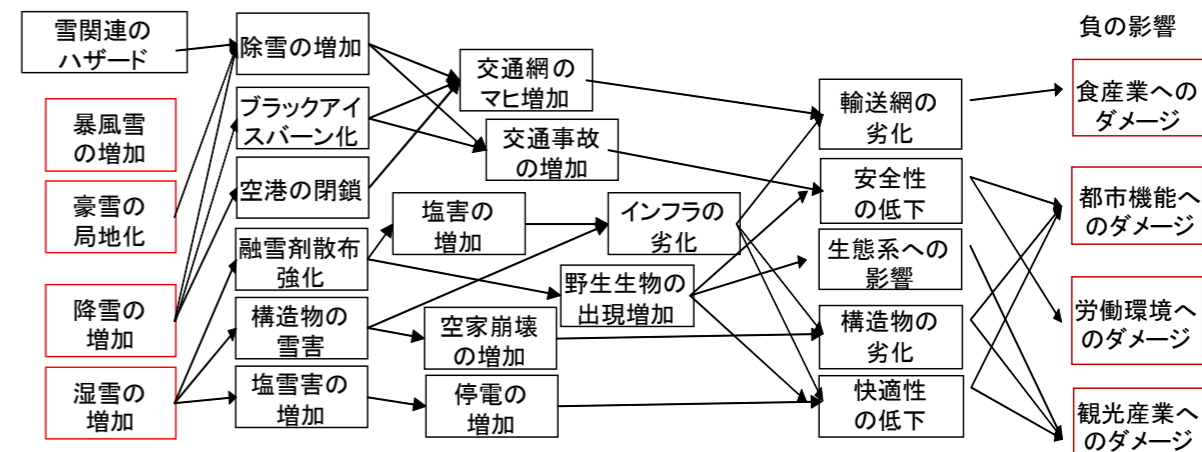 雪関連の
ハザード
暴風雪
の増加
豪雪の
局地化
降雪の
増加
湿雪の
増加
除雪の増加
ブラックアイ
スバーン化
空港の閉鎖
融雪剤散布
強化
構造物の
雪害
塩雪害の
増加
交通網の
マヒ増加
交通事故
の増加
塩害の
増加
空家崩壊
の増加
停電の
増加
インフラの
劣化
野生生物の
出現増加
輸送網の
劣化
安全性
の低下
生態系への
影響
構造物の
劣化
快適性
の低下
負の影響
食産業への
ダメージ
都市機能へ
のダメージ
労働環境へ
のダメージ
観光産業へ
のダメージ